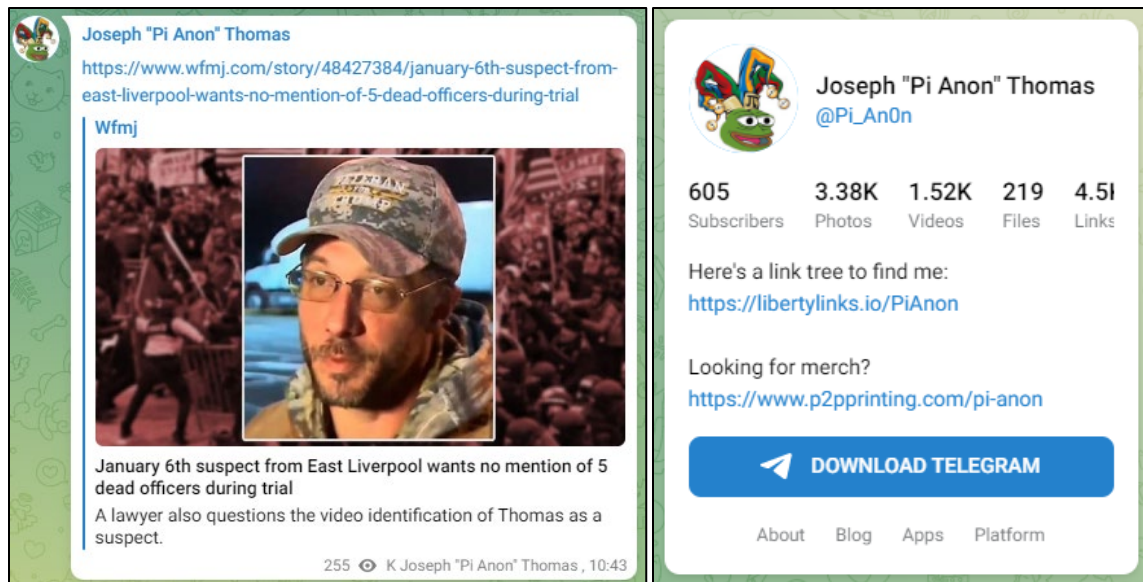 Joseph "Pi Anon" Thomas
https://www.wfmj.com/story/48427384/january-6th-suspect-from-
east-liverpool-wants-no-mention-of-5-dead-officers-during-trial
Wfmj
VETERAN
TRUMP
January 6th suspect from East Liverpool wants no mention of 5
dead officers during trial
A lawyer also questions the video identification of Thomas as a
suspect.
255 K Joseph "Pi Anon" Thomas , 10:43
Joseph "Pi Anon" Thomas
@Pi_An0n
605 3.38K 1.52K 219 4.5
Subscribers Photos Videos Files Links
Here's a link tree to find me:
https://libertylinks.io/PiAnon
Looking for merch?
https://www.p2pprinting.com/pi-anon
DOWNLOAD TELEGRAM
About Blog Apps Platform